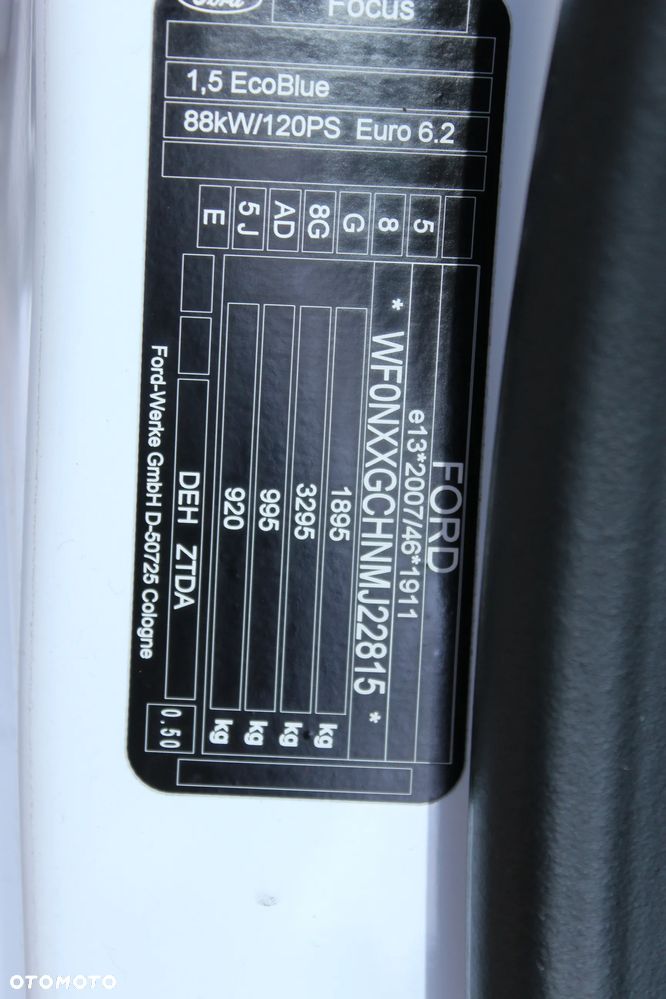 Ford
Focus
1,5 EcoBlue
88kW/120PS Euro 6.2
5
8
G
8G
AD
5J
E
FORD
e13*2007/46*1911
* WF0NXXGCHNMJ22815 *
1895 kg
3295 kg
995 kg
920 kg
DEH ZTDA
0.50
Ford-Werke GmbH D-50725 Cologne
OTOMOTO